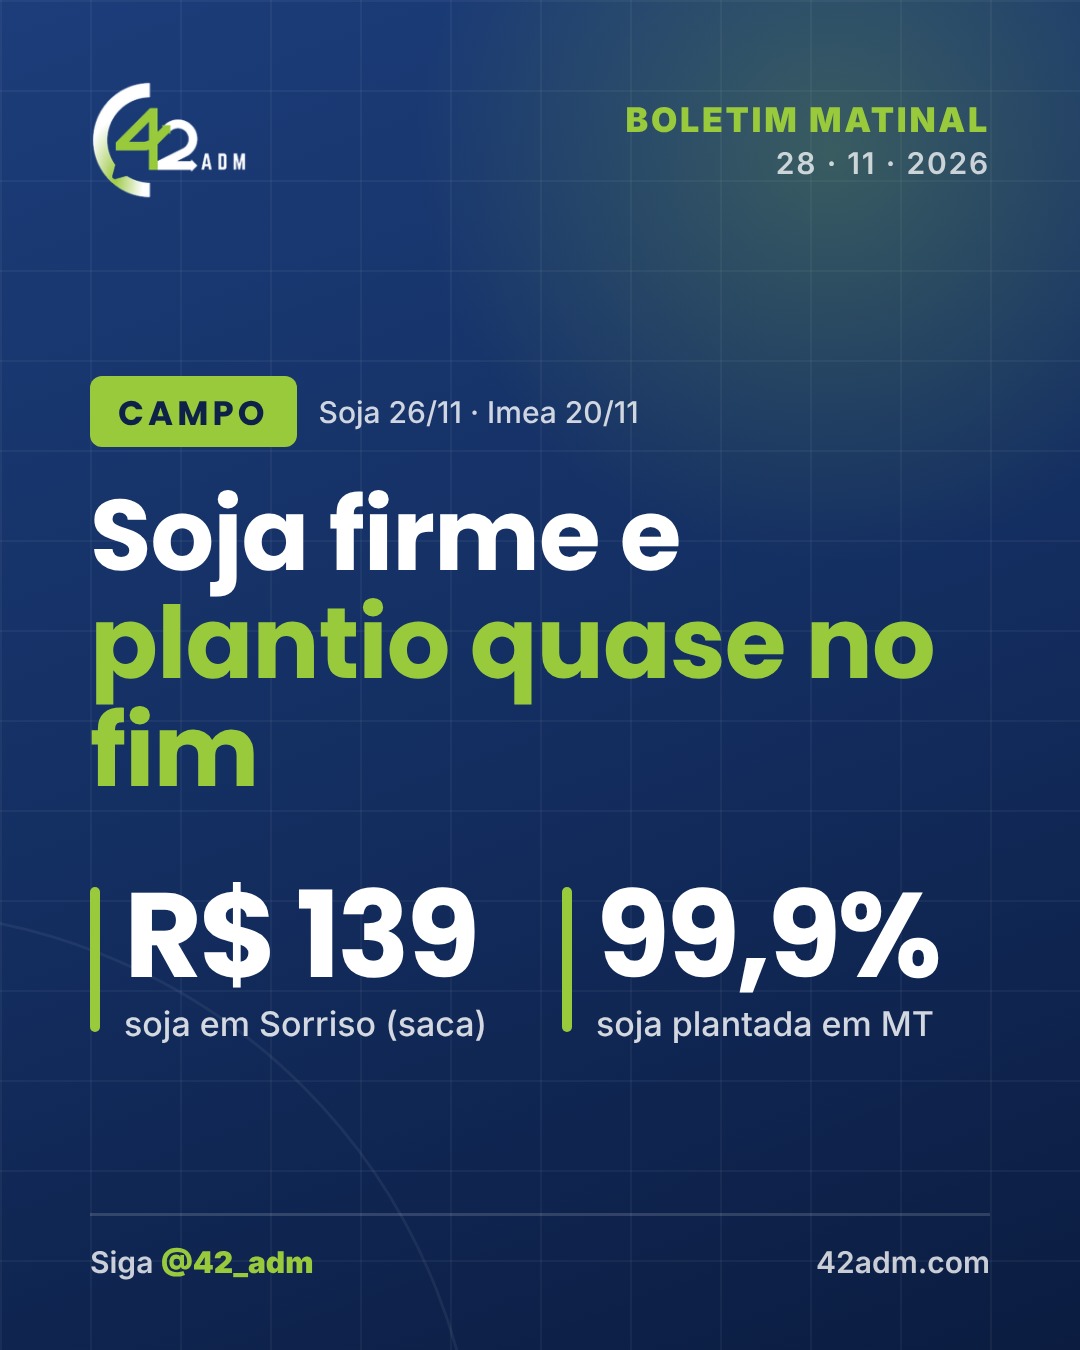 42 ADM
BOLETIM MATINAL
28 · 11 · 2026
CAMPO
Soja 26/11 · Imea 20/11
Soja firme e
plantio quase no
fim
R$ 139
soja em Sorriso (saca)
99,9%
soja plantada em MT
Siga @42_adm
42adm.com